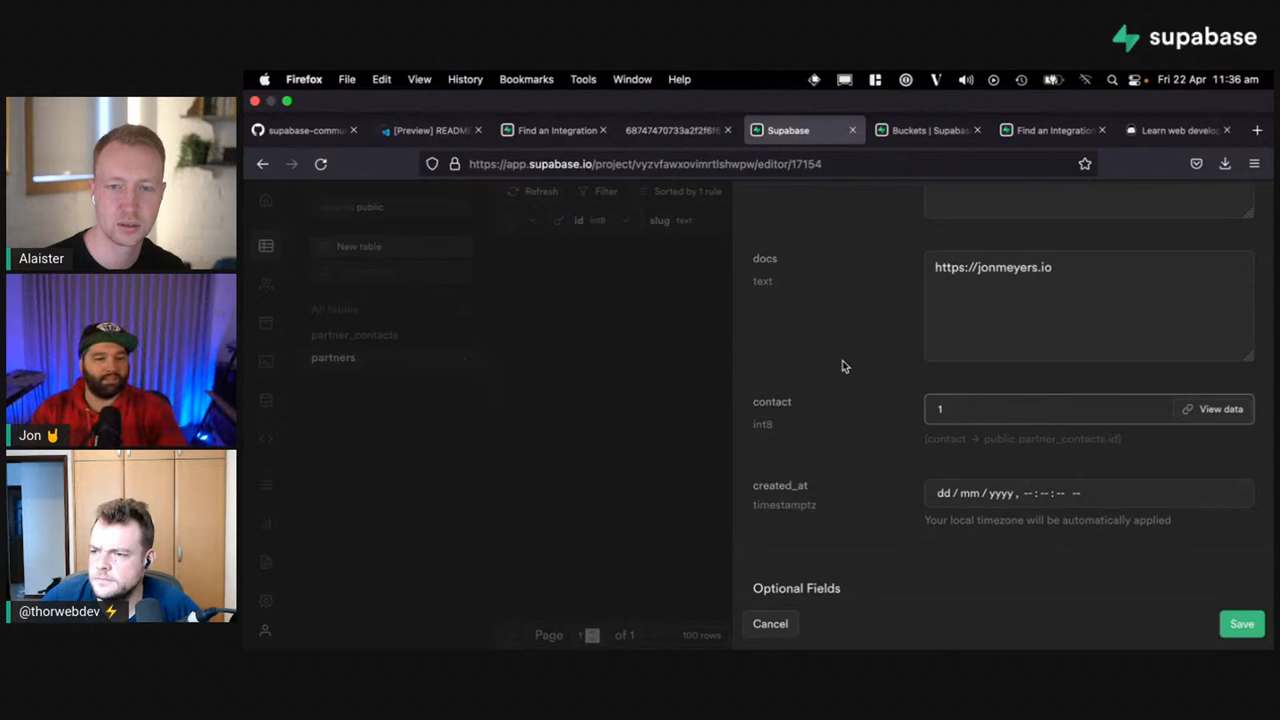 supabase
Firefox File Edit View History Bookmarks Tools Window Help Fri 22 Apr 11:36 am
supabase-commu [Preview] READM Find an Integration 68747470733a2f2f6f6 Supabase Buckets | Supabase Find an Integration Learn web develop
https://app.supabase.io/project/vyzvfawxovimrtlshwpw/editor/17154
public
Refresh Filter Sorted by 1 rule
id int8 slug text
New table
All tables
partner_contacts
partners
Page 1 of 1 100 rows
docs
text
https://jonmeyers.io
contact
int8
1 View data
(contact → public.partner_contacts.id)
created_at
timestamptz
dd / mm / yyyy , -- : -- : -- --
Your local timezone will be automatically applied
Optional Fields
Cancel Save
Alaister
Jon 🤘
@thorwebdev ⚡